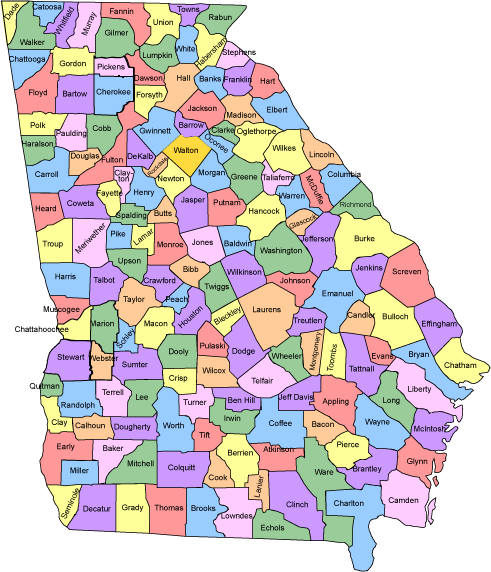 Dade
Catoosa
Whitfield
Murray
Fannin
Towns
Rabun
Union
Walker
Gilmer
White
Habersham
Stephens
Lumpkin
Chattooga
Gordon
Pickens
Dawson
Hall
Banks
Franklin
Hart
Floyd
Bartow
Cherokee
Forsyth
Jackson
Madison
Elbert
Polk
Paulding
Cobb
Gwinnett
Barrow
Clarke
Oglethorpe
Haralson
Oconee
Wilkes
Lincoln
Douglas
Fulton
DeKalb
Rockdale
Walton
Carroll
Clay-
ton
Newton
Morgan
Greene
Taliaferro
McDuffie
Columbia
Fayette
Henry
Warren
Richmond
Heard
Coweta
Spalding
Butts
Jasper
Putnam
Hancock
Glascock
Troup
Meriwether
Pike
Lamar
Monroe
Jones
Baldwin
Washington
Jefferson
Burke
Upson
Bibb
Wilkinson
Jenkins
Screven
Harris
Talbot
Crawford
Twiggs
Johnson
Emanuel
Muscogee
Taylor
Peach
Houston
Bleckley
Laurens
Treutlen
Candler
Bulloch
Effingham
Chattahoochee
Marion
Schley
Macon
Stewart
Webster
Sumter
Dooly
Pulaski
Dodge
Wheeler
Montgomery
Toombs
Tattnall
Evans
Bryan
Chatham
Quitman
Terrell
Lee
Crisp
Wilcox
Telfair
Liberty
Randolph
Turner
Ben Hill
Jeff Davis
Appling
Long
Clay
Calhoun
Dougherty
Worth
Irwin
Coffee
Bacon
Wayne
McIntosh
Early
Baker
Tift
Pierce
Miller
Mitchell
Colquitt
Berrien
Atkinson
Ware
Brantley
Glynn
Cook
Lanier
Seminole
Decatur
Grady
Thomas
Brooks
Lowndes
Clinch
Charlton
Camden
Echols